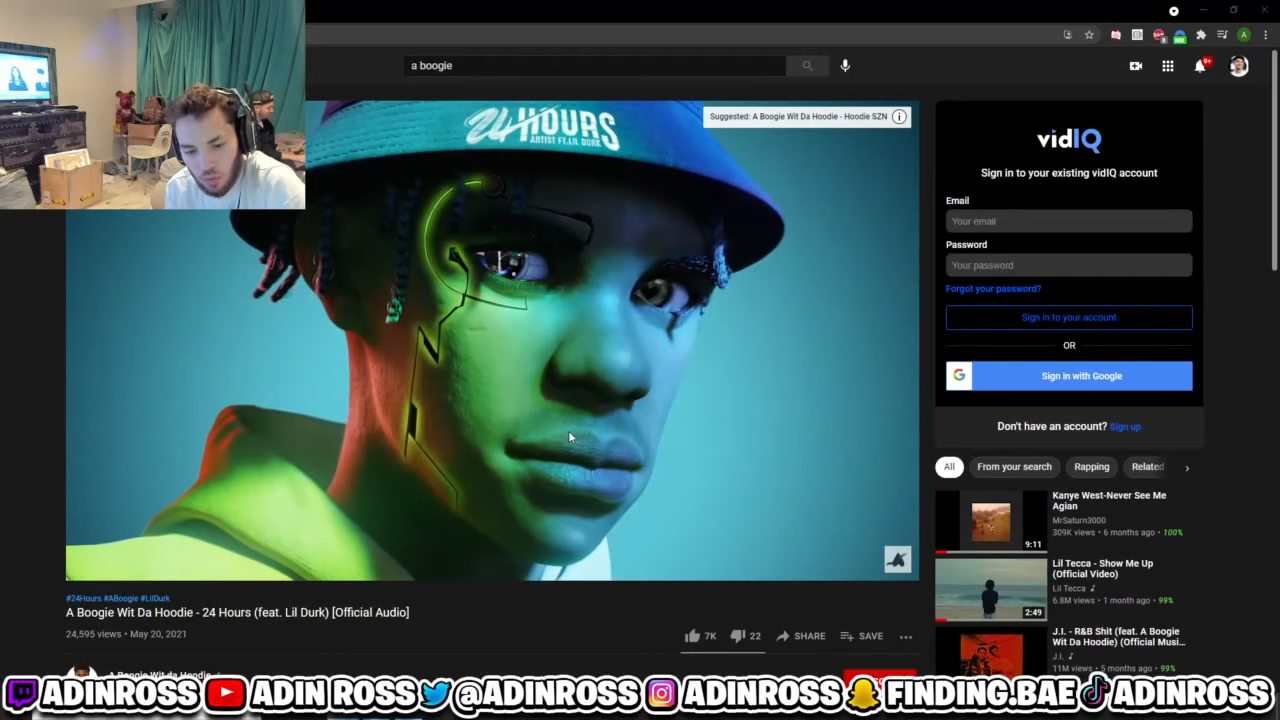 a boogie
9+
A
24 HOURS
ARTIST FT. LIL DURK
Suggested: A Boogie Wit Da Hoodie - Hoodie SZN
vidIQ
Sign in to your existing vidIQ account
Email
Your email
Password
Your password
Forgot your password?
Sign in to your account
OR
G
Sign in with Google
Don't have an account? Sign up
All
From your search
Rapping
Related
Kanye West-Never See Me
Agian
MrSaturn3000
309K views • 6 months ago • 100%
9:11
Lil Tecca - Show Me Up
(Official Video)
Lil Tecca
6.8M views • 1 month ago • 99%
2:49
J.I. - R&B Shit (feat. A Boogie
Wit Da Hoodie) (Official Musi...
J.I.
11M views • 5 months ago • 99%
#24Hours #ABoogie #LilDurk
A Boogie Wit Da Hoodie - 24 Hours (feat. Lil Durk) [Official Audio]
24,595 views • May 20, 2021
7K
22
SHARE
SAVE
A Boogie Wit da Hoodie
ADINROSS
ADIN ROSS
@ADINROSS
ADINROSS
FINDING.BAE
ADINROSS